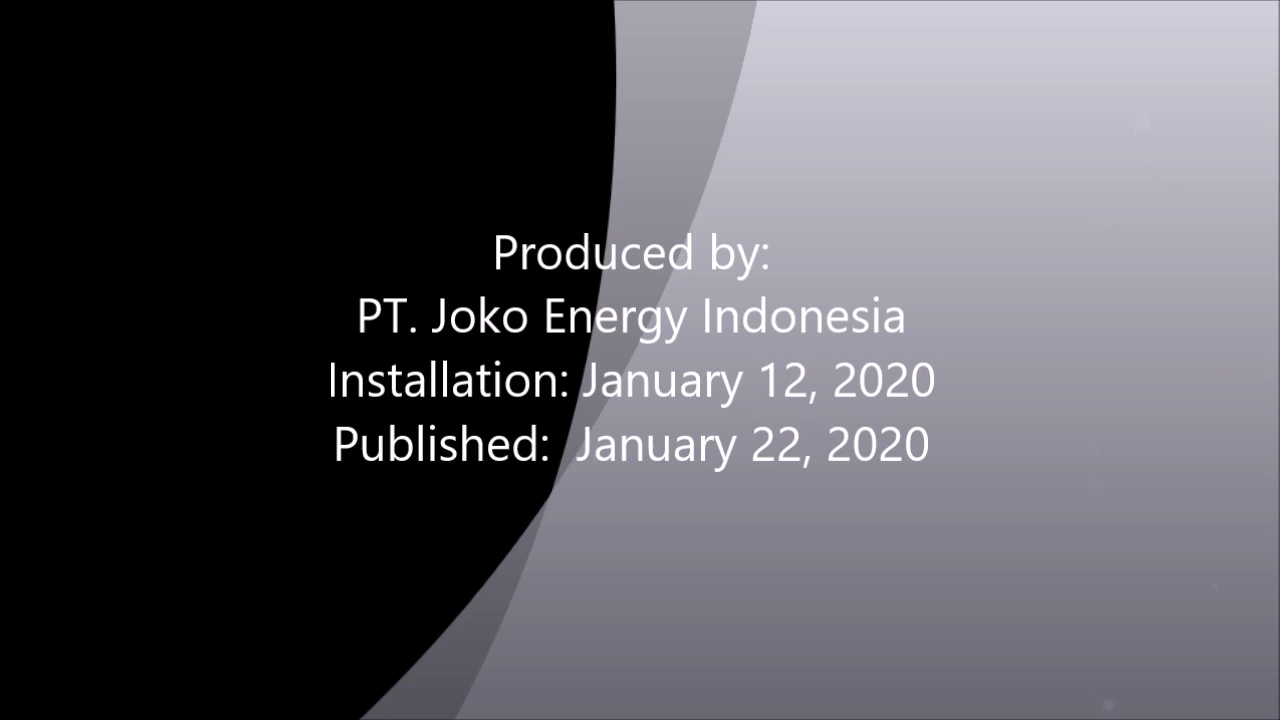 Produced by:
PT. Joko Energy Indonesia
Installation: January 12, 2020
Published:  January 22, 2020